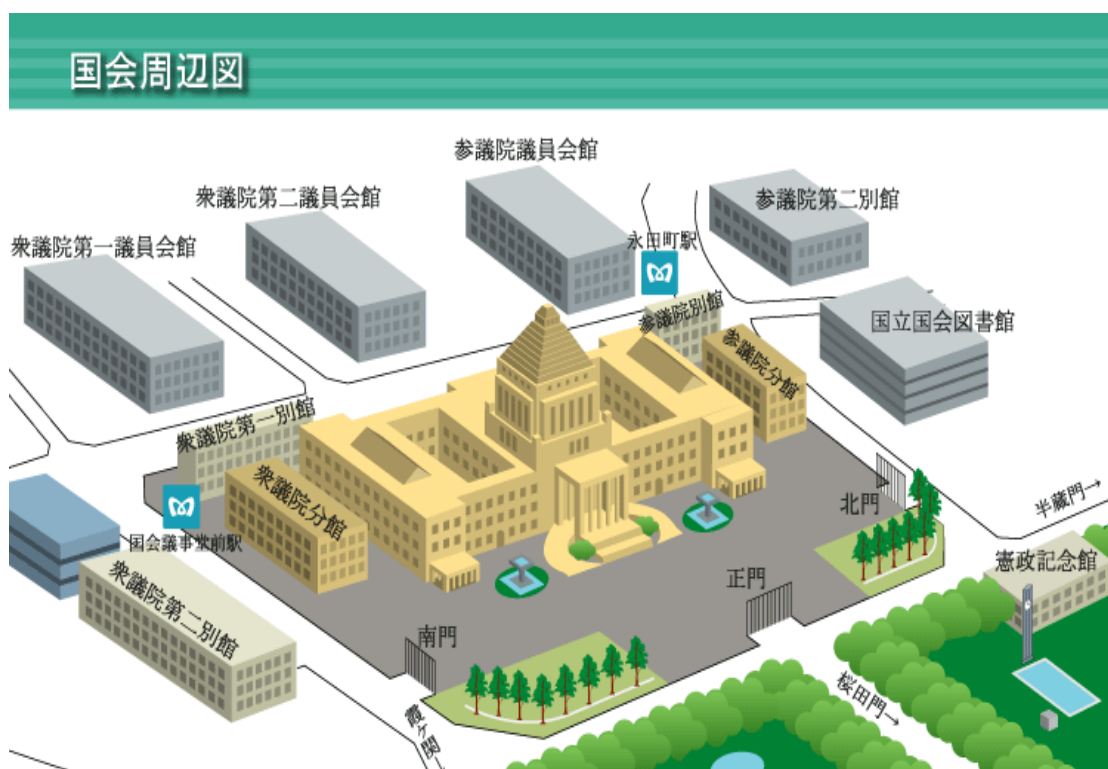 国会周辺図
参議院議員会館
衆議院第二議員会館
参議院第二別館
衆議院第一議員会館
永田町駅
参議院別館
国立国会図書館
参議院分館
衆議院第一別館
衆議院分館
北門
半蔵門→
国会議事堂前駅
憲政記念館
衆議院第二別館
正門
南門
桜田門→
霞ヶ関→